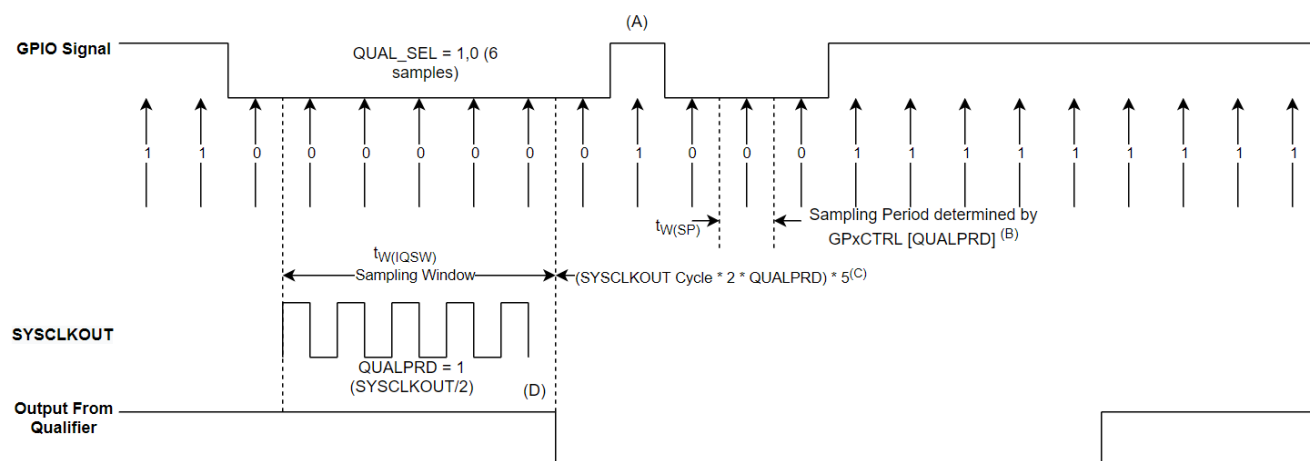 (A)
GPIO Signal
QUAL_SEL = 1,0 (6
samples)
1 1 0 0 0 0 0 0 0 1 0 0 0 1 1 1 1 1 1 1 1 1
tW(SP)
Sampling Period determined by
GPxCTRL [QUALPRD] (B)
tW(IQSW)
Sampling Window
(SYSCLKOUT Cycle * 2 * QUALPRD) * 5(C)
SYSCLKOUT
QUALPRD = 1
(SYSCLKOUT/2)
(D)
Output From
Qualifier